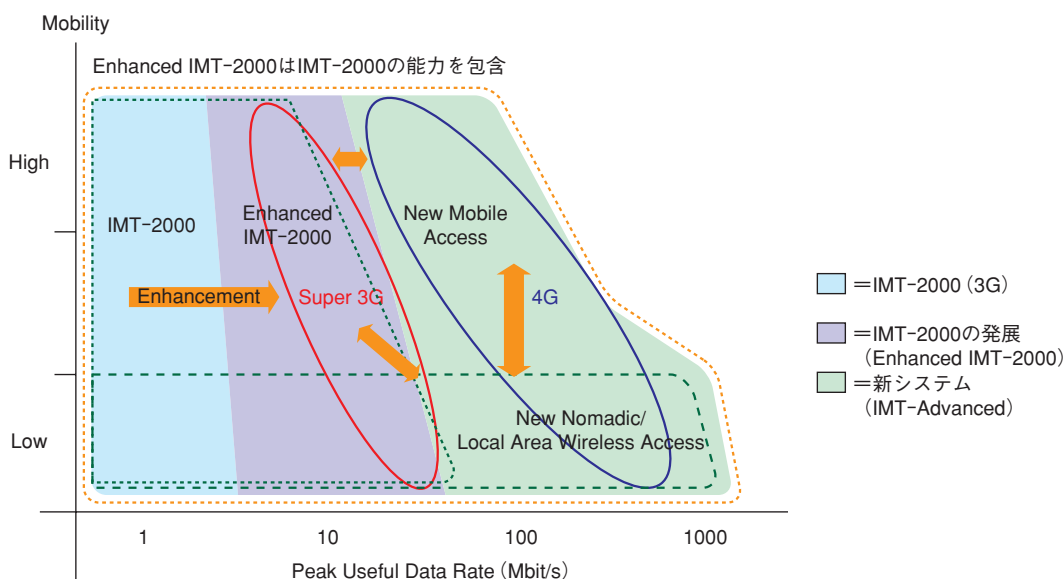 Mobility
Enhanced IMT-2000はIMT-2000の能力を包含
High
IMT-2000
Enhanced
IMT-2000
New Mobile
Access
Enhancement
Super 3G
4G
Low
New Nomadic/
Local Area Wireless Access
1
10
100
1000
Peak Useful Data Rate (Mbit/s)
=IMT-2000 (3G)
=IMT-2000の発展
(Enhanced IMT-2000)
=新システム
(IMT-Advanced)